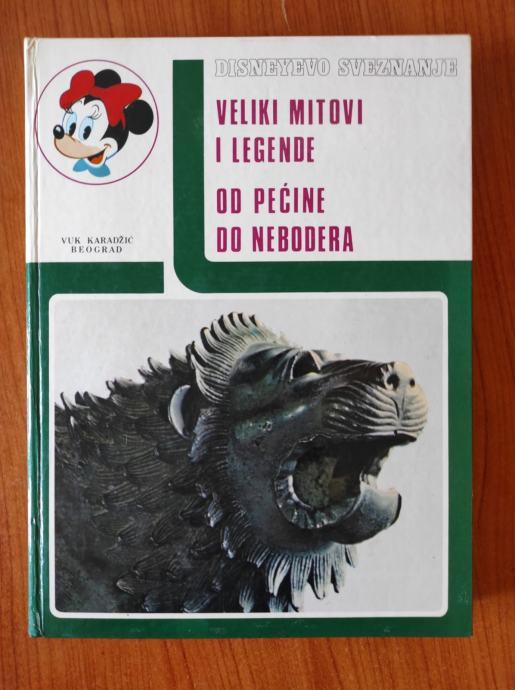 DISNEYEVO SVEZNANJE
VELIKI MITOVI
I LEGENDE
OD PEĆINE
DO NEBODERA
VUK KARADŽIĆ
BEOGRAD